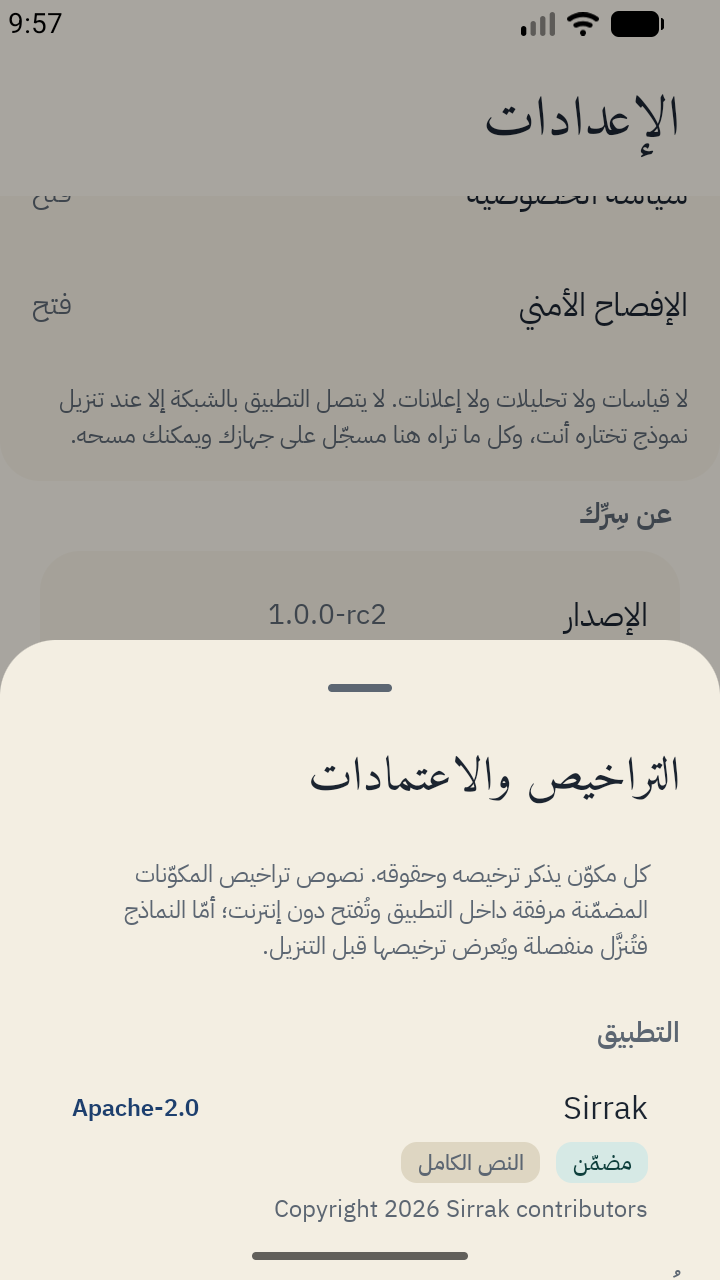 9:57
الإعدادات
سياسة الخصوصية فتح
الإفصاح الأمني فتح
لا قياسات ولا تحليلات ولا إعلانات. لا يتصل التطبيق بالشبكة إلا عند تنزيل
نموذج تختاره أنت، وكل ما تراه هنا مسجّل على جهازك ويمكنك مسحه.
عن سِرَّك
الإصدار 1.0.0-rc2
التراخيص والاعتمادات
كل مكوّن يذكر ترخيصه وحقوقه. نصوص تراخيص المكوّنات
المضمّنة مرفقة داخل التطبيق وتُفتح دون إنترنت؛ أمّا النماذج
فتُنزَّل منفصلة ويُعرض ترخيصها قبل التنزيل.
التطبيق
Sirrak Apache-2.0
مضمّن النص الكامل
Copyright 2026 Sirrak contributors